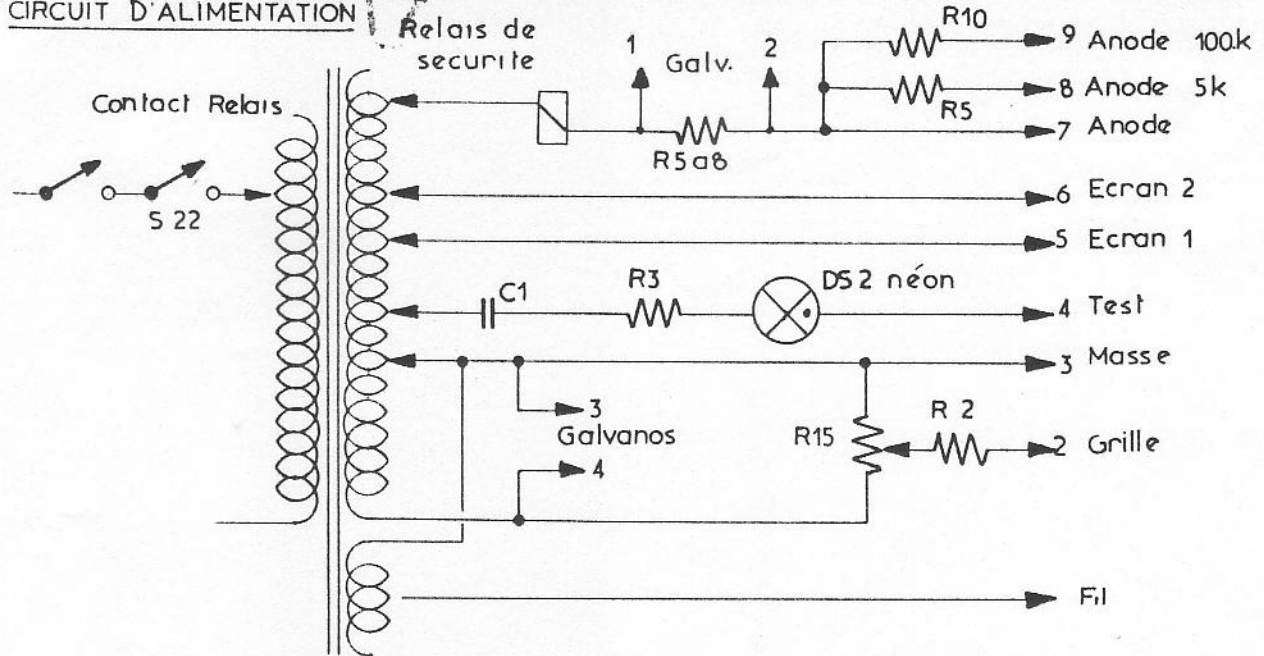 CIRCUIT D'ALIMENTATION
Relais de
securite
Contact Relais
S 22
1
Galv.
2
R5a8
R10
9 Anode 100k
R5
8 Anode 5k
7 Anode
6 Ecran 2
5 Ecran 1
C1
R3
DS2 néon
4 Test
3 Masse
3
Galvanos
4
R15
R 2
2 Grille
Fil